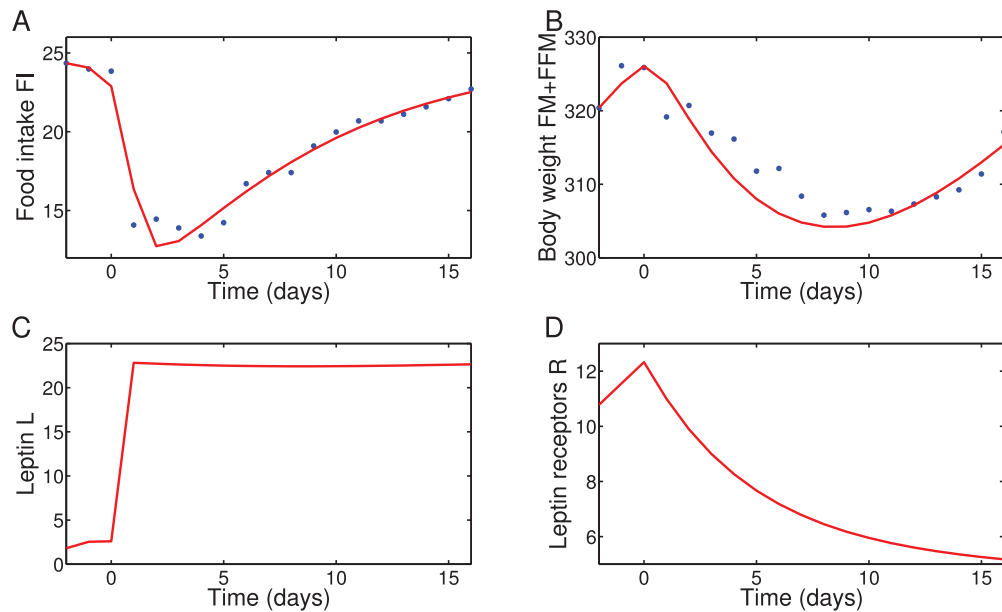 A
Food intake FI
25
20
15
0 5 10 15
Time (days)
B
Body weight FM+FFM
330
320
310
300
0 5 10 15
Time (days)
C
Leptin L
25
20
15
10
5
0
0 5 10 15
Time (days)
D
Leptin receptors R
12
10
8
6
0 5 10 15
Time (days)